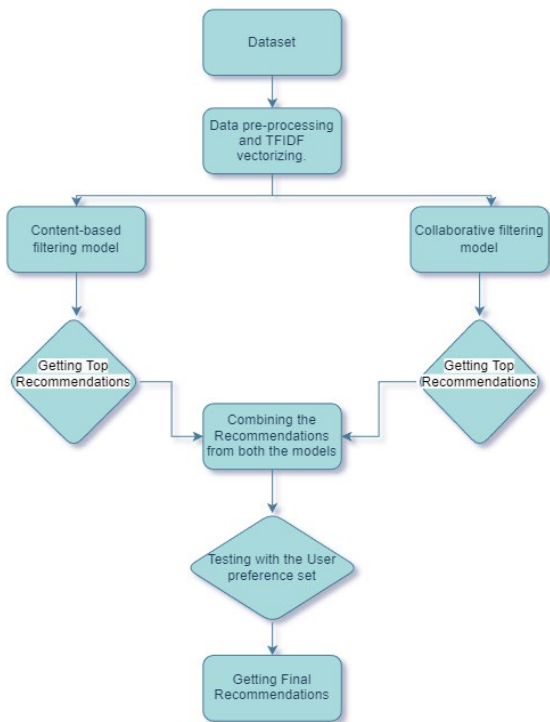 Dataset
Data pre-processing
and TFIDF
vectorizing.
Content-based
filtering model
Collaborative filtering
model
Getting Top
Recommendations
Getting Top
(Recommendations)
Combining the
Recommendations
from both the models
Testing with the User
preference set
Getting Final
Recommendations